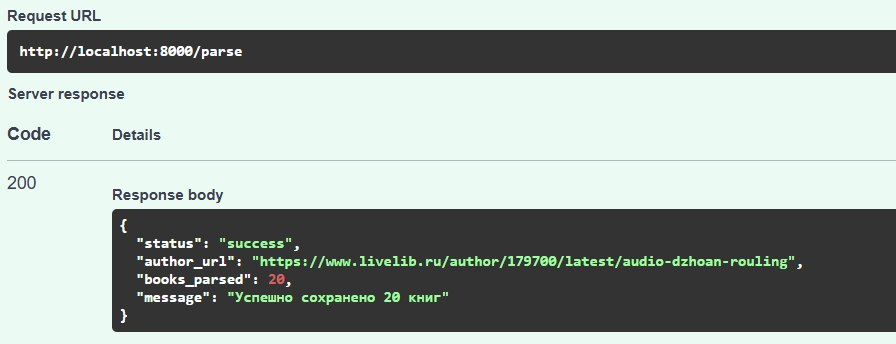 Request URL
http://localhost:8000/parse
Server response
Code Details
200
Response body
{
"status": "success",
"author_url": "https://www.livelib.ru/author/179700/latest/audio-dzhoan-rouling",
"books_parsed": 20,
"message": "Успешно сохранено 20 книг"
}